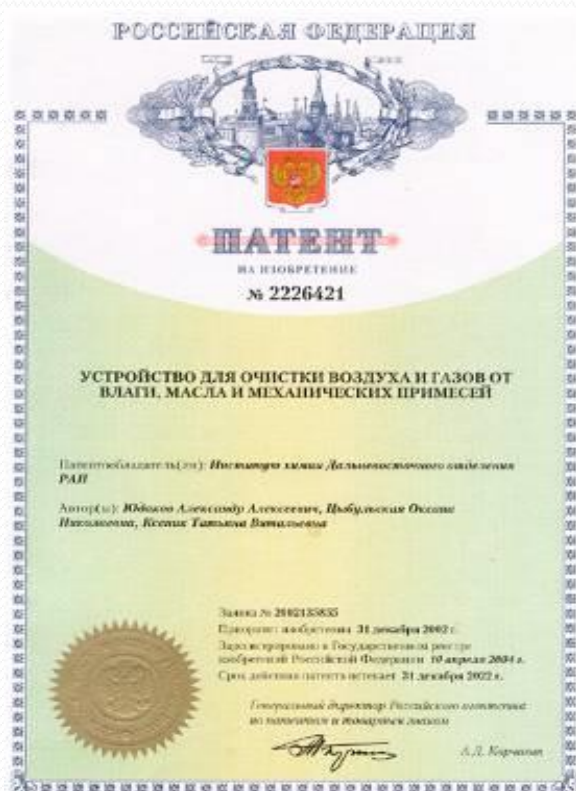 РОССИЙСКАЯ ФЕДЕРАЦИЯ
ПАТЕНТ
НА ИЗОБРЕТЕНИЕ
№ 2226421
УСТРОЙСТВО ДЛЯ ОЧИСТКИ ВОЗДУХА И ГАЗОВ ОТ
ВЛАГИ, МАСЛА И МЕХАНИЧЕСКИХ ПРИМЕСЕЙ
Патентообладатель(ли): Институт химии Дальневосточного отделения
РАН
Автор(ы): Юдаков Александр Алексеевич, Цыбульская Оксана
Николаевна, Ксеник Татьяна Витальевна
Заявка № 2002135855
Приоритет изобретения 31 декабря 2002 г.
Зарегистрировано в Государственном реестре
изобретений Российской Федерации 10 апреля 2004 г.
Срок действия патента истекает 31 декабря 2022 г.
Генеральный директор Российского агентства
по патентам и товарным знакам
А.Д. Корчагин